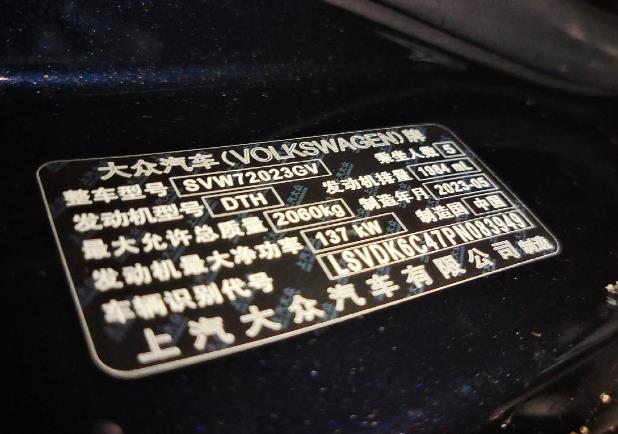 大众汽车(VOLKSWAGEN)牌
整车型号 SVW72023GV 乘坐人数 5
发动机型号 DTH 发动机排量 1984 mL
最大允许总质量 2060kg 制造年月 2023-05
发动机最大净功率 137 kW 制造国 中国
车辆识别代号 LSVDK6C47PN083949
上汽大众汽车有限公司 制造